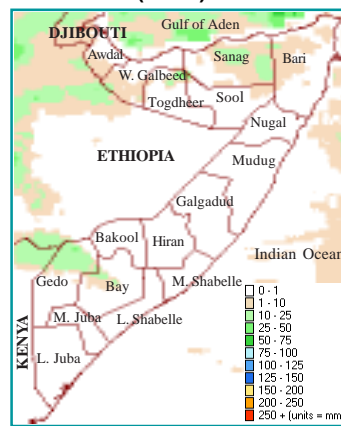 Gulf of Aden
DJIBOUTI
Awdal
Sanag
Bari
W. Galbeed
Togdheer
Sool
Nugal
ETHIOPIA
Mudug
Galgadud
Bakool
Hiran
Indian Ocean
Gedo
Bay
M. Shabelle
M. Juba
L. Shabelle
KENYA
L. Juba
0 - 1
1 - 10
10 - 25
25 - 50
50 - 75
75 - 100
100 - 125
125 - 150
150 - 200
200 - 250
250 + (units = mm